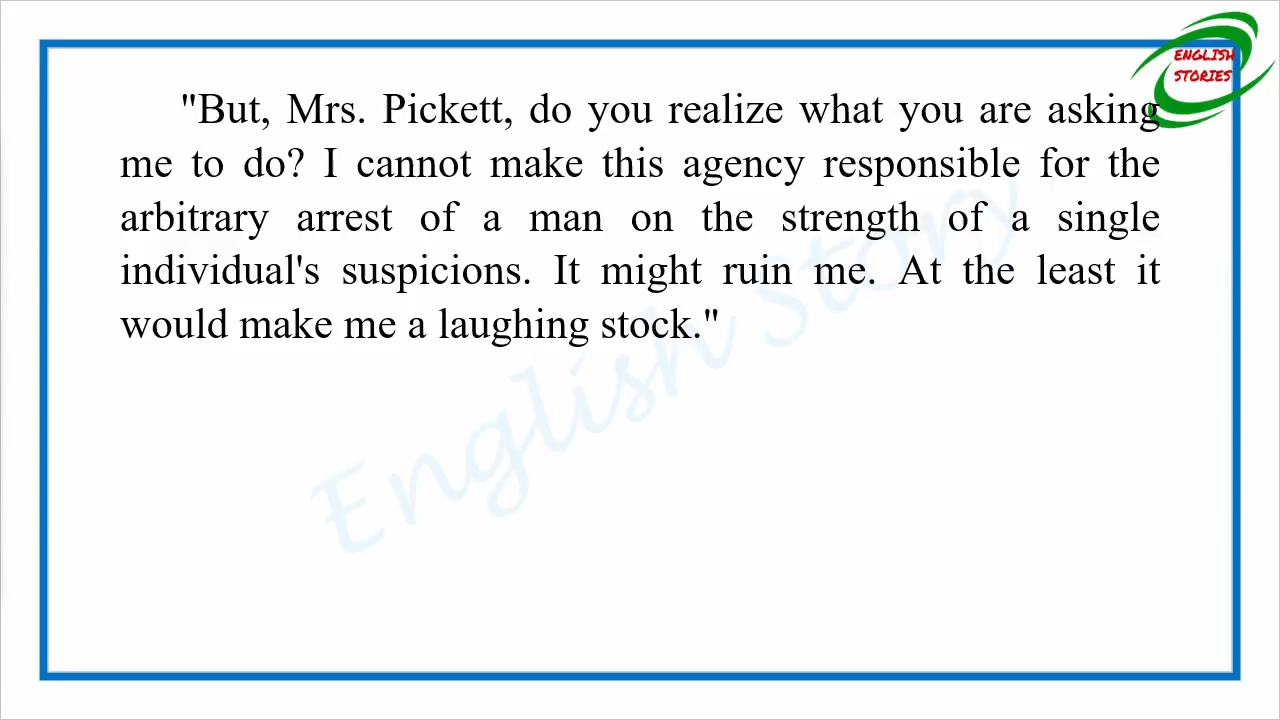 ENGLISH
STORIES
"But, Mrs. Pickett, do you realize what you are asking
me to do? I cannot make this agency responsible for the
arbitrary arrest of a man on the strength of a single
individual's suspicions. It might ruin me. At the least it
would make me a laughing stock."
English Story